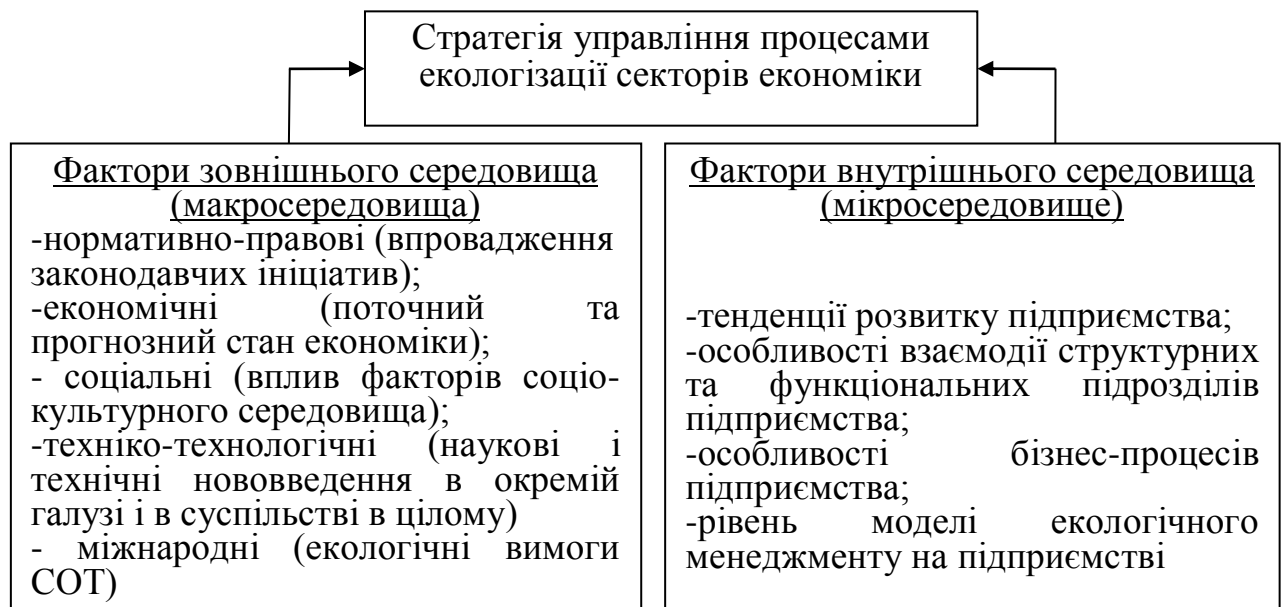 Стратегія управління процесами
екологізації секторів економіки
Фактори зовнішнього середовища
(макросередовища)
-нормативно-правові (впровадження
законодавчих ініціатив);
-економічні (поточний та
прогнозний стан економіки);
- соціальні (вплив факторів соціо-
культурного середовища);
-техніко-технологічні (наукові і
технічні нововведення в окремій
галузі і в суспільстві в цілому)
- міжнародні (екологічні вимоги
СОТ)
Фактори внутрішнього середовища
(мікросередовище)
-тенденції розвитку підприємства;
-особливості взаємодії структурних
та функціональних підрозділів
підприємства;
-особливості бізнес-процесів
підприємства;
-рівень моделі екологічного
менеджменту на підприємстві